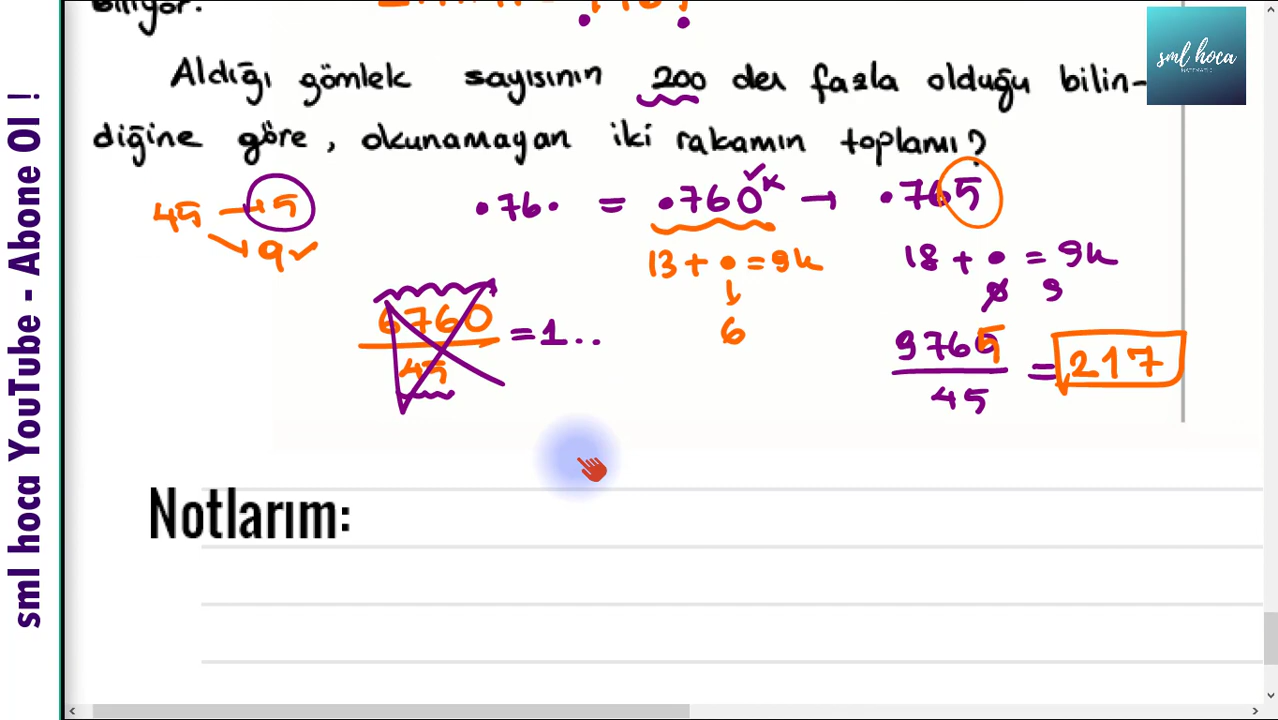 biliyor.
sml hoca
Aldığı gömlek sayısının 200 den fazla olduğu bilin-
diğine göre, okunamayan iki rakamın toplamı?
45 → 5
→ 9 ✓
•76• = •760 → •765
13 + • = 9k
↓
6
18 + • = 9k
0 9
6760
45
= 1..
9765
45
= 217
Notlarım:
sml hoca YouTube - Abone Ol !